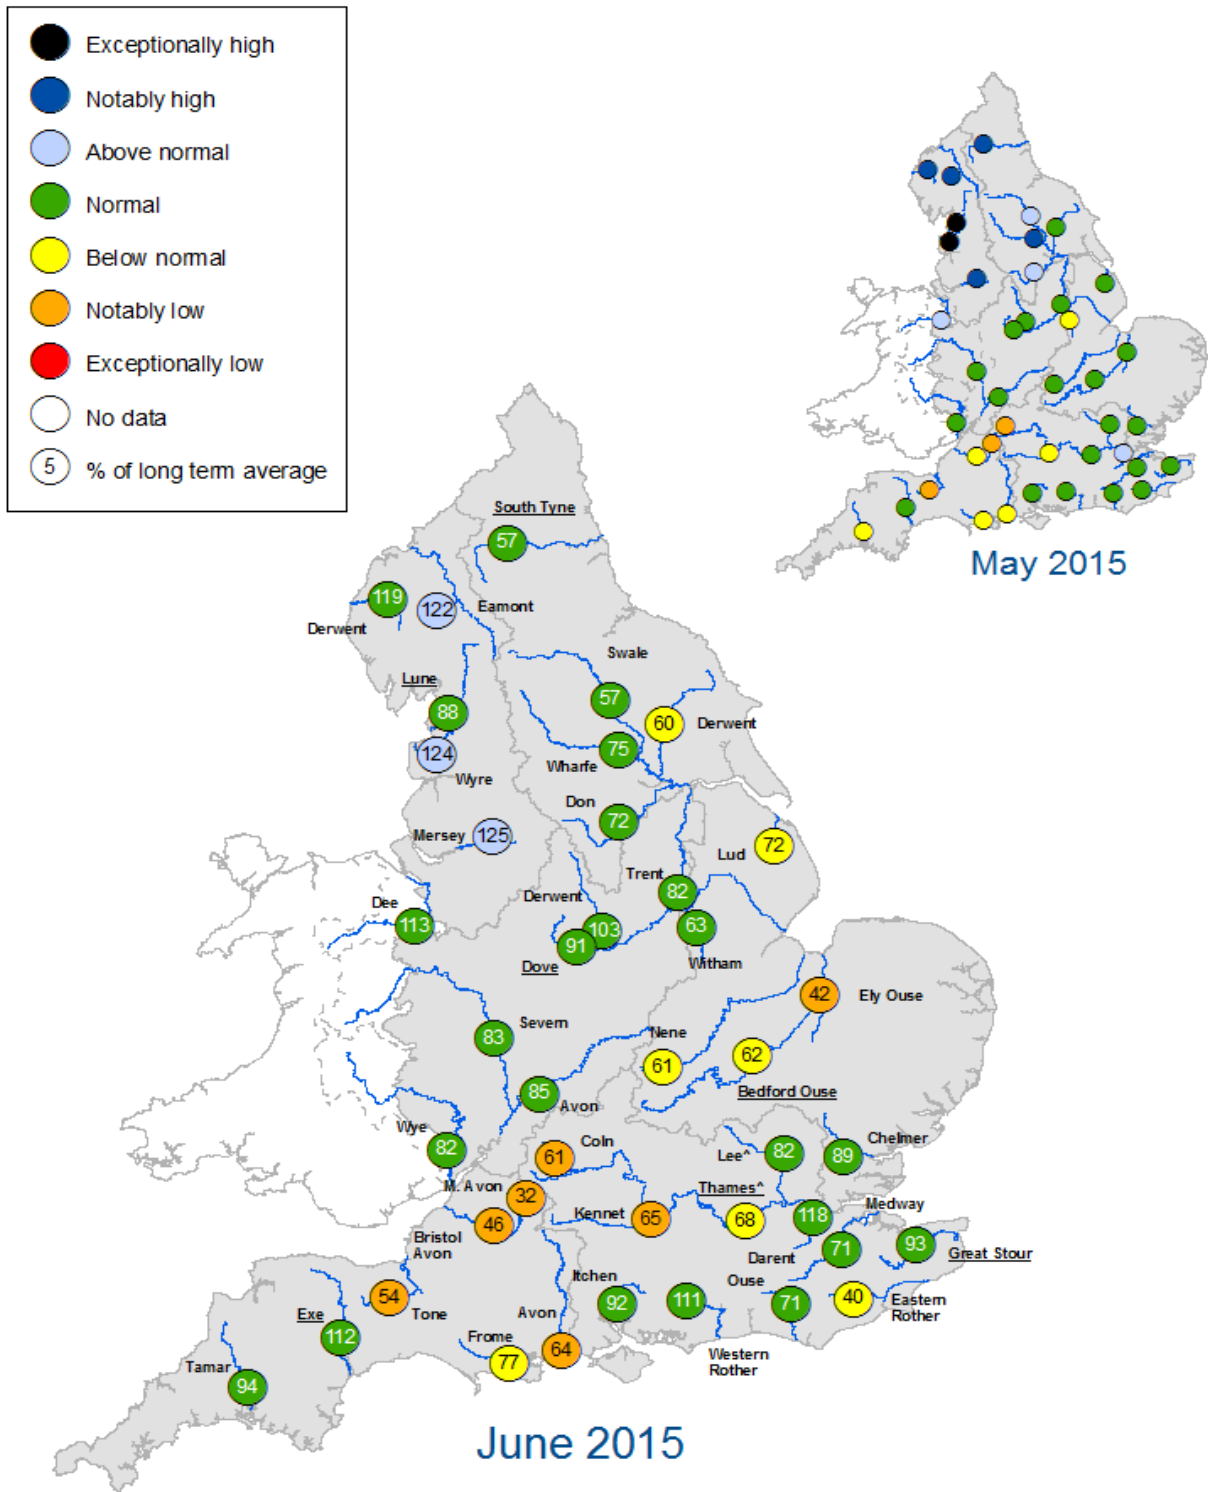 Exceptionally high
Notably high
Above normal
Normal
Below normal
Notably low
Exceptionally low
No data
5 % of long term average
May 2015
South Tyne
57
119
122
Eamont
Derwent
Swale
Lune
57
88
60
Derwent
124
75
Wharfe
Wyre
Don
72
Mersey
125
72
Lud
Trent
Derwent
82
Dee
113
103
63
91
Dove
Witham
42
Ely Ouse
Severn
Nene
83
62
61
85
Bedford Ouse
Avon
Wye
Chelmer
Coln
82
61
Lee^
82
89
M. Avon
32
Thames^
Medway
Kennet
65
68
118
46
Bristol
Avon
Darent
71
93
Great Stour
Itchen
Ouse
54
Tone
Exe
Avon
92
111
71
40
Eastern
Rother
112
Frome
64
Western
Rother
Tamar
77
94
June 2015